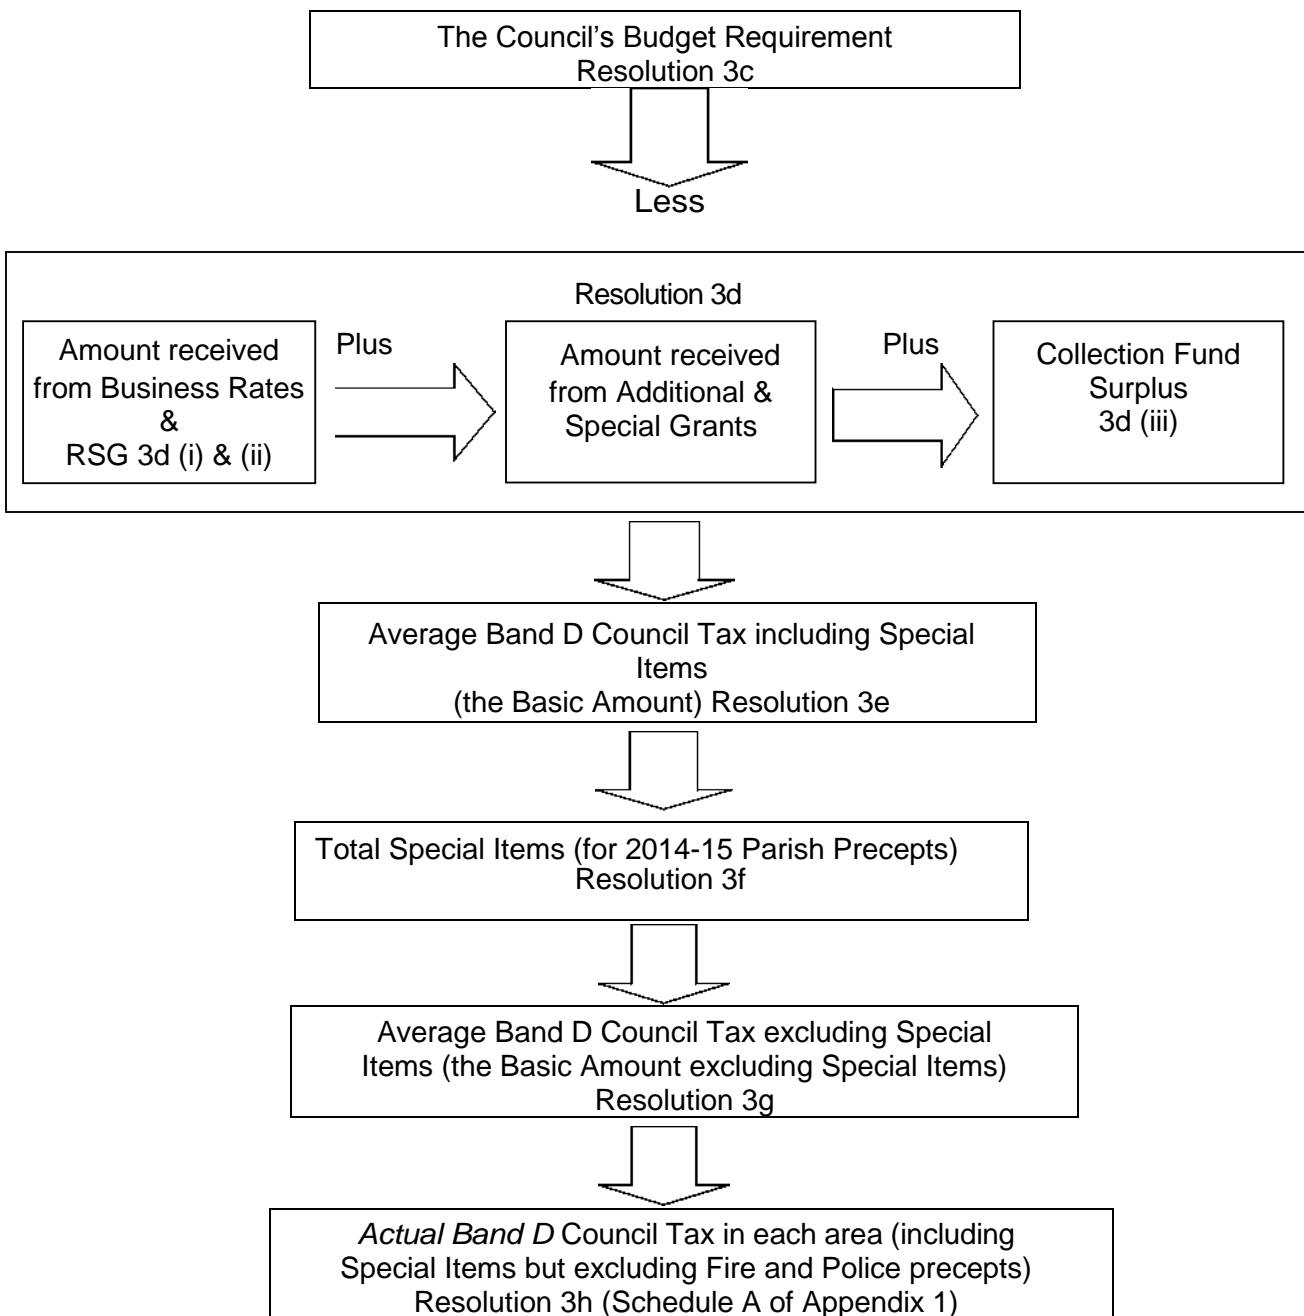 The Council’s Budget Requirement
Resolution 3c
Less
Resolution 3d
Amount received
from Business Rates
&
RSG 3d (i) & (ii)
Plus
Amount received
from Additional &
Special Grants
Plus
Collection Fund
Surplus
3d (iii)
Average Band D Council Tax including Special
Items
(the Basic Amount) Resolution 3e
Total Special Items (for 2014-15 Parish Precepts)
Resolution 3f
Average Band D Council Tax excluding Special
Items (the Basic Amount excluding Special Items)
Resolution 3g
Actual Band D Council Tax in each area (including
Special Items but excluding Fire and Police precepts)
Resolution 3h (Schedule A of Appendix 1)